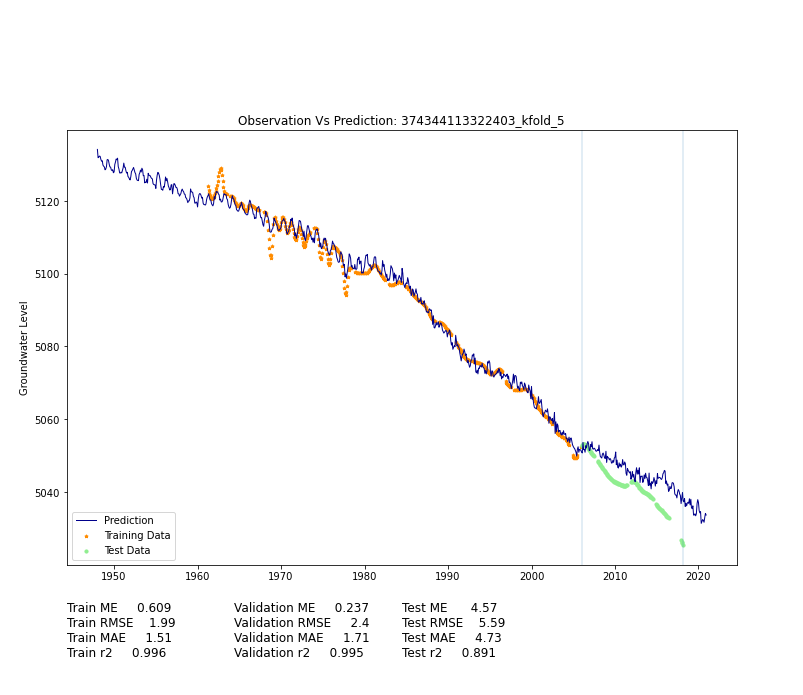 Observation Vs Prediction: 374344113322403_kfold_5
Groundwater Level
5120
5100
5080
5060
5040
Prediction
Training Data
Test Data
1950 1960 1970 1980 1990 2000 2010 2020
Train ME 0.609 Validation ME 0.237 Test ME 4.57
Train RMSE 1.99 Validation RMSE 2.4 Test RMSE 5.59
Train MAE 1.51 Validation MAE 1.71 Test MAE 4.73
Train r2 0.996 Validation r2 0.995 Test r2 0.891